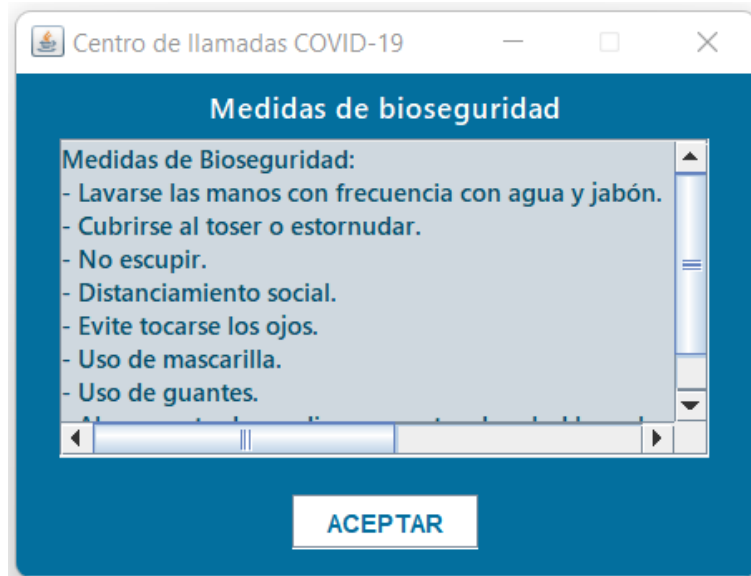 Centro de llamadas COVID-19
Medidas de bioseguridad
Medidas de Bioseguridad:
- Lavarse las manos con frecuencia con agua y jabón.
- Cubrirse al toser o estornudar.
- No escupir.
- Distanciamiento social.
- Evite tocarse los ojos.
- Uso de mascarilla.
- Uso de guantes.
ACEPTAR